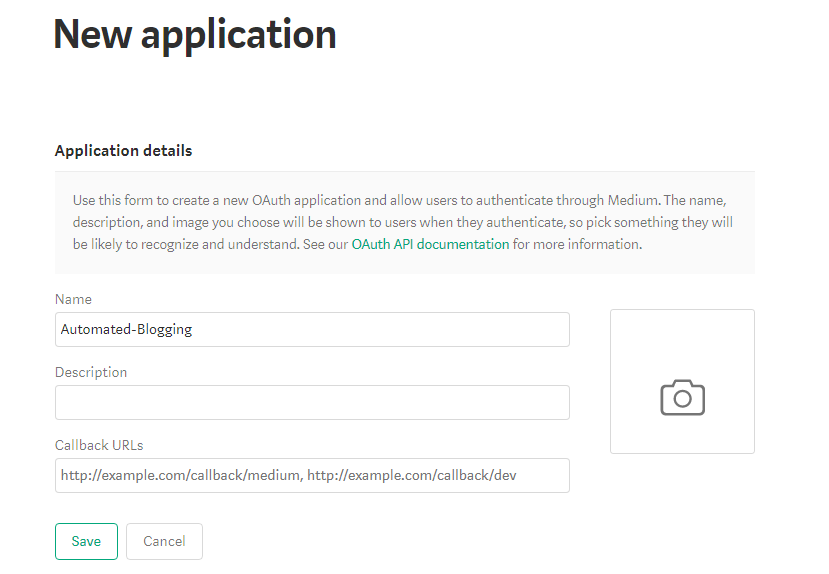 New application
Application details
Use this form to create a new OAuth application and allow users to authenticate through Medium. The name,
description, and image you choose will be shown to users when they authenticate, so pick something they will
be likely to recognize and understand. See our OAuth API documentation for more information.
Name
Automated-Blogging
Description
Callback URLs
http://example.com/callback/medium, http://example.com/callback/dev
Save Cancel